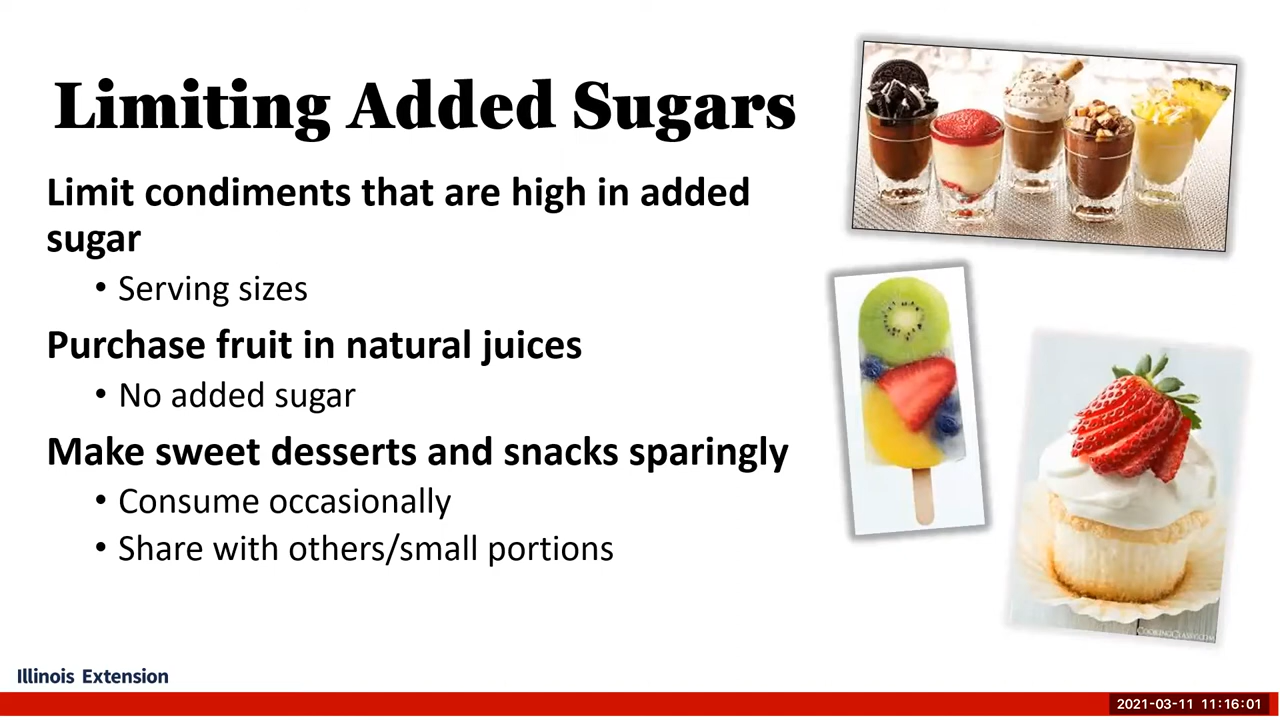 Limiting Added Sugars
Limit condiments that are high in added
sugar
• Serving sizes
Purchase fruit in natural juices
• No added sugar
Make sweet desserts and snacks sparingly
• Consume occasionally
• Share with others/small portions
COOKINGCLASSY.COM
Illinois Extension
2021-03-11 11:16:01